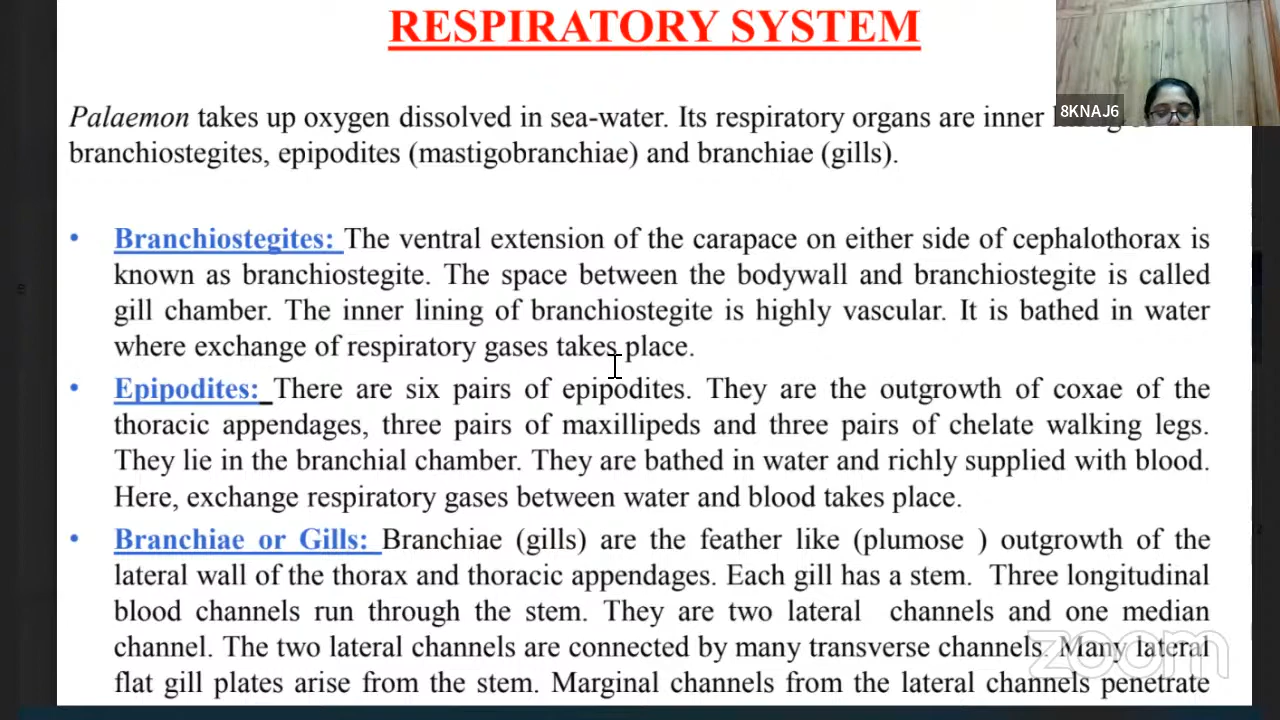 RESPIRATORY SYSTEM
8KNAJ6
Palaemon takes up oxygen dissolved in sea-water. Its respiratory organs are inner
branchiostegites, epipodites (mastigobranchiae) and branchiae (gills).
• Branchiostegites: The ventral extension of the carapace on either side of cephalothorax is
known as branchiostegite. The space between the bodywall and branchiostegite is called
gill chamber. The inner lining of branchiostegite is highly vascular. It is bathed in water
where exchange of respiratory gases takes place.
• Epipodites: There are six pairs of epipodites. They are the outgrowth of coxae of the
thoracic appendages, three pairs of maxillipeds and three pairs of chelate walking legs.
They lie in the branchial chamber. They are bathed in water and richly supplied with blood.
Here, exchange respiratory gases between water and blood takes place.
• Branchiae or Gills: Branchiae (gills) are the feather like (plumose ) outgrowth of the
lateral wall of the thorax and thoracic appendages. Each gill has a stem. Three longitudinal
blood channels run through the stem. They are two lateral channels and one median
channel. The two lateral channels are connected by many transverse channels. Many lateral
flat gill plates arise from the stem. Marginal channels from the lateral channels penetrate
zoom